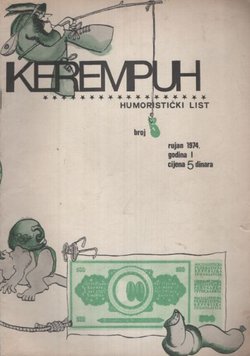 KEREMPUH
HUMORISTIČKI LIST
broj
rujan 1974.
godina I
cijena 5 dinara